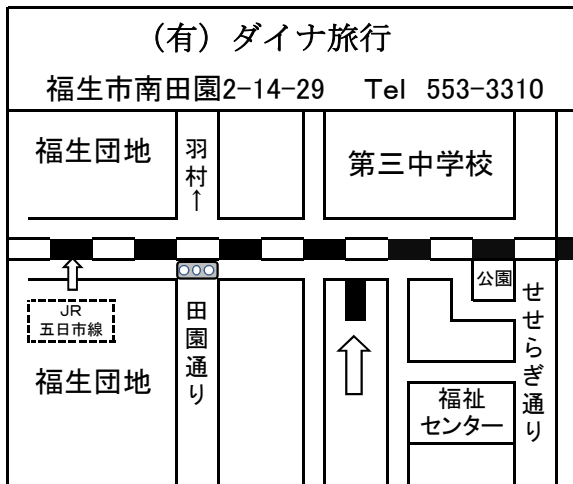 （有）ダイナ旅行
福生市南田園2-14-29　Tel 553-3310
福生団地
羽村↑
第三中学校
JR
五日市線
福生団地
田園通り
公園
せせらぎ通り
福祉
センター